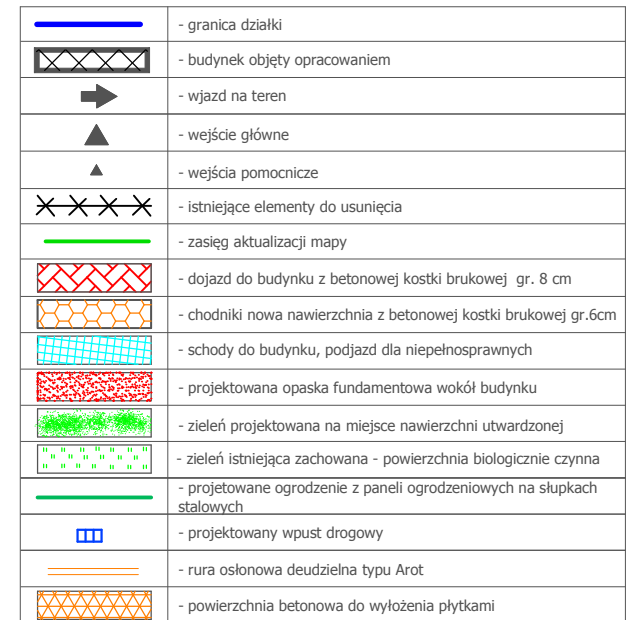 - granica działki
- budynek objęty opracowaniem
- wjazd na teren
- wejście główne
- wejścia pomocnicze
- istniejące elementy do usunięcia
- zasięg aktualizacji mapy
- dojazd do budynku z betonowej kostki brukowej gr. 8 cm
- chodniki nowa nawierzchnia z betonowej kostki brukowej gr.6cm
- schody do budynku, podjazd dla niepełnosprawnych
- projektowana opaska fundamentowa wokół budynku
- zieleń projektowana na miejsce nawierzchni utwardzonej
- zieleń istniejąca zachowana - powierzchnia biologicznie czynna
- projetowane ogrodzenie z paneli ogrodzeniowych na słupkach
stalowych
- projektowany wpust drogowy
- rura osłonowa deudzielna typu Arot
- powierzchnia betonowa do wyłożenia płytkami